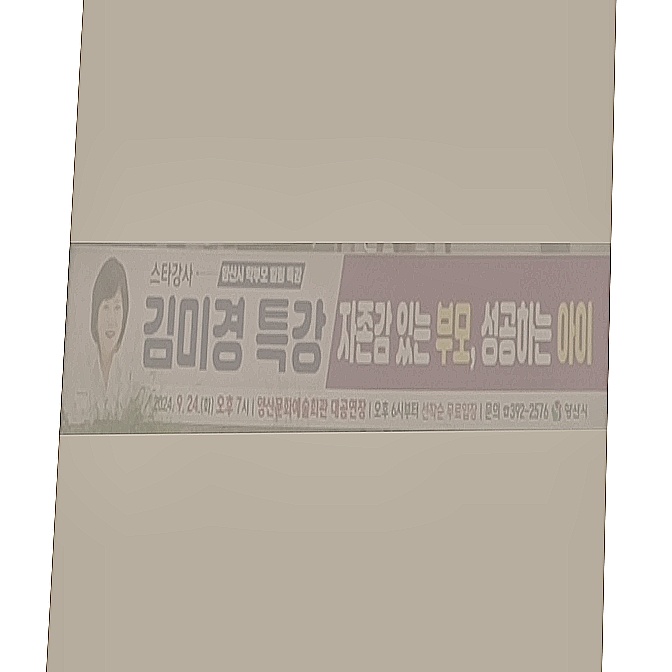 스타강사
양산시 학부모 힐링 특강
김미경 특강
자존감 있는 부모, 성공하는 아이
2024. 9. 24.(화) 오후 7시 | 양산문화예술회관 대공연장 | 오후 6시부터 선착순 무료입장 | 문의 ☎392-2576 양산시